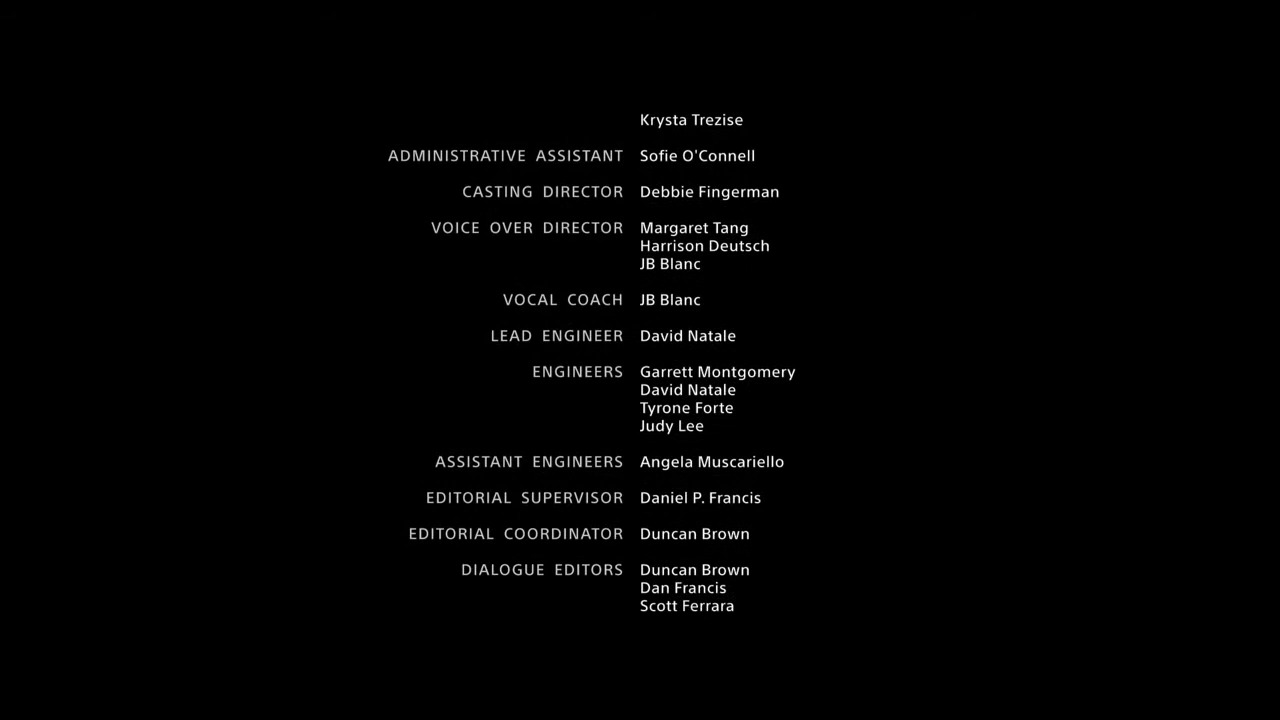 Krysta Trezise
ADMINISTRATIVE ASSISTANT Sofie O'Connell
CASTING DIRECTOR Debbie Fingerman
VOICE OVER DIRECTOR Margaret Tang
Harrison Deutsch
JB Blanc
VOCAL COACH JB Blanc
LEAD ENGINEER David Natale
ENGINEERS Garrett Montgomery
David Natale
Tyrone Forte
Judy Lee
ASSISTANT ENGINEERS Angela Muscariello
EDITORIAL SUPERVISOR Daniel P. Francis
EDITORIAL COORDINATOR Duncan Brown
DIALOGUE EDITORS Duncan Brown
Dan Francis
Scott Ferrara